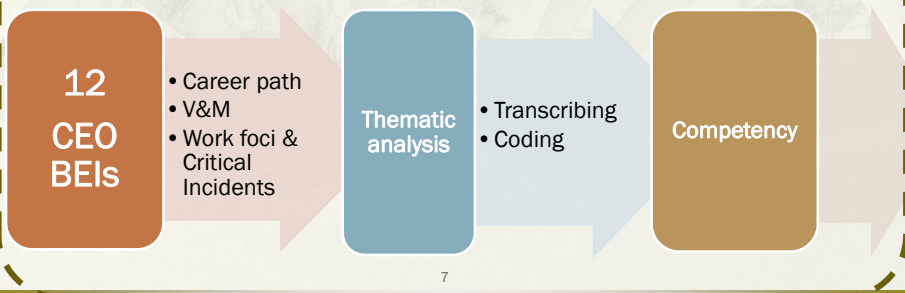 12
CEO
BEIs
• Career path
• V&M
• Work foci &
Critical
Incidents
Thematic
analysis
• Transcribing
• Coding
Competency
7